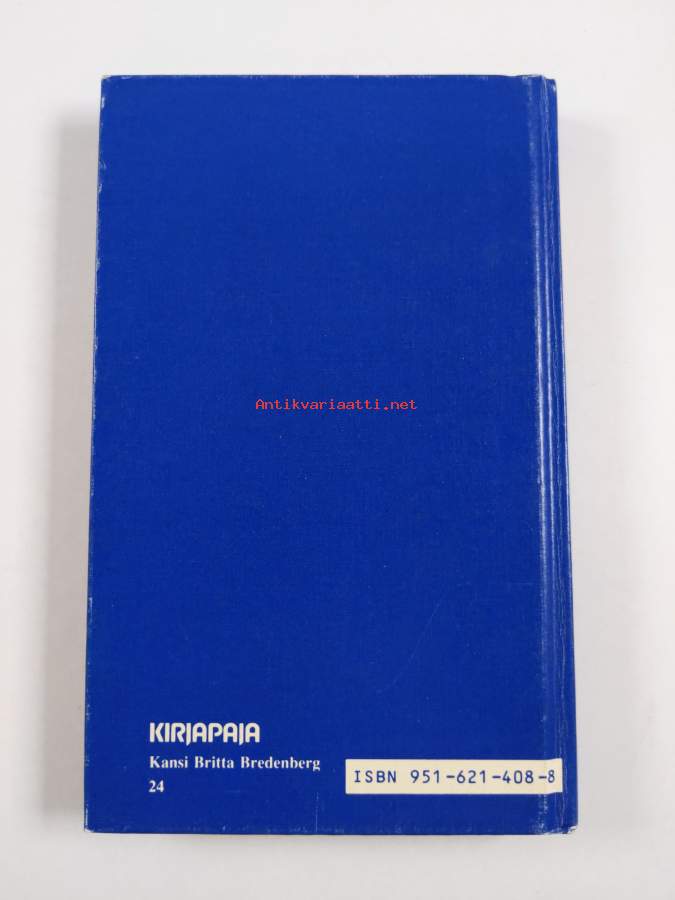 Antikvariaatti.net
KIRJAPAJA
Kansi Britta Bredenberg
24
ISBN 951-621-408-8